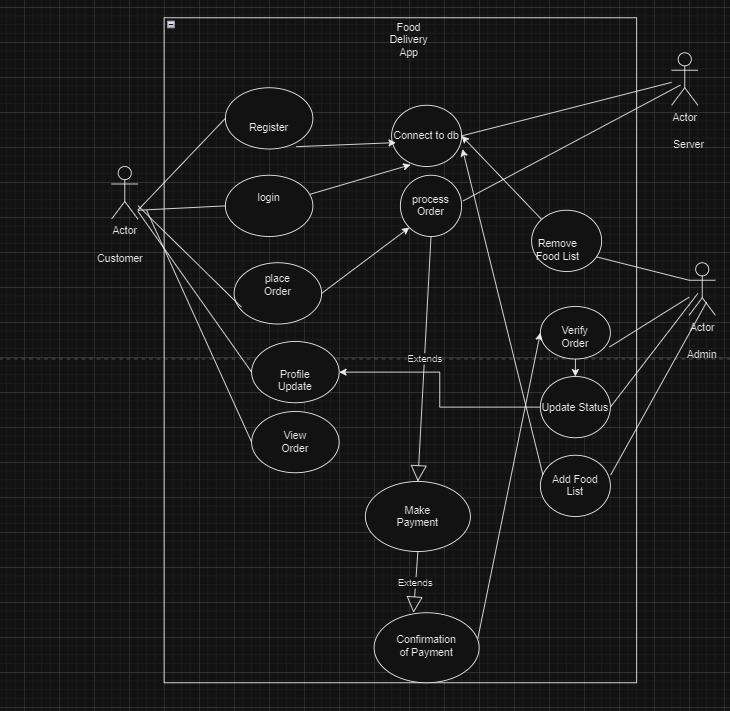 Food
Delivery
App
Register
Connect to db
Actor
Server
login
process
Order
Actor
Customer
Remove
Food List
place
Order
Verify
Order
Actor
Admin
Extends
Profile
Update
Update Status
View
Order
Add Food
List
Make
Payment
Extends
Confirmation
of Payment